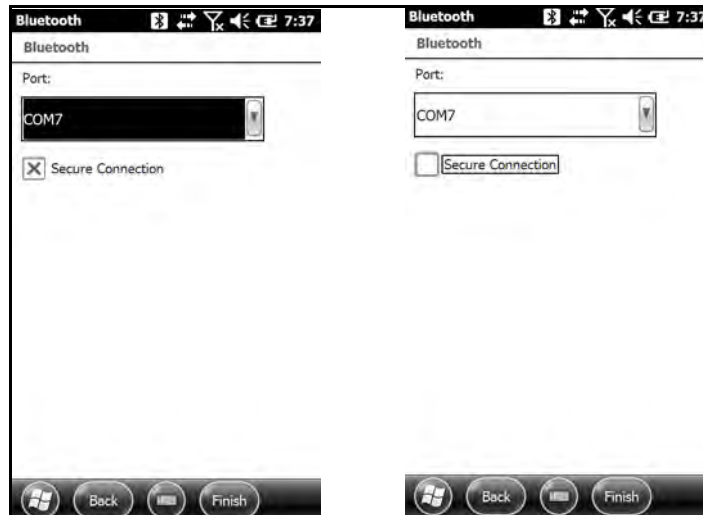 Bluetooth 7:37
Bluetooth
Port:
COM7
Secure Connection
Back Finish
Bluetooth 7:37
Bluetooth
Port:
COM7
Secure Connection
Back Finish